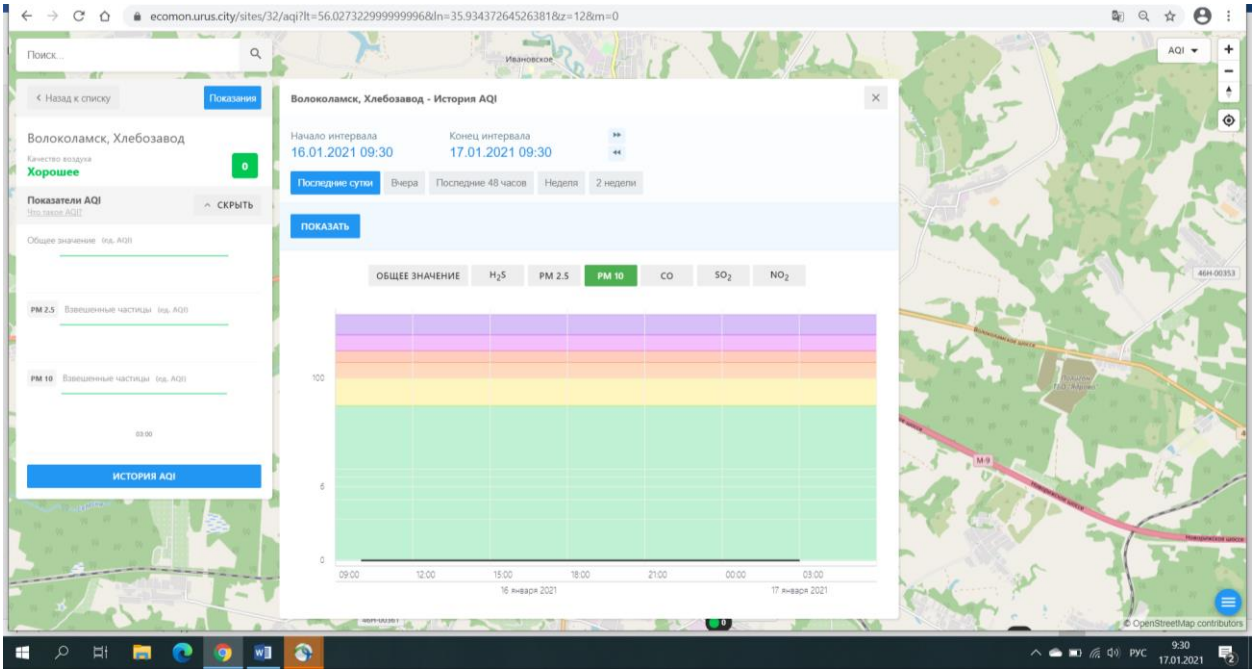 ecomon.urus.city/sites/32/aqi?lt=56.027322999999996&ln=35.93437264526381&z=12&m=0
Поиск...
Ивановское
AQI
< Назад к списку
Показания
Волоколамск, Хлебозавод - История AQI
Волоколамск, Хлебозавод
Качество воздуха
Хорошее
0
Начало интервала
Конец интервала
16.01.2021 09:30
17.01.2021 09:30
Последние сутки
Вчера
Последние 48 часов
Неделя
2 недели
Показатели AQI
Что такое AQI?
СКРЫТЬ
ПОКАЗАТЬ
Общее значение (ед. AQI)
ОБЩЕЕ ЗНАЧЕНИЕ
H₂S
PM 2.5
PM 10
CO
SO₂
NO₂
46Н-00353
PM 2.5 Взвешенные частицы (ед. AQI)
Волоколамское шоссе
PM 10 Взвешенные частицы (ед. AQI)
03:00
ИСТОРИЯ AQI
100
6
0
09:00
12:00
15:00
18:00
21:00
00:00
03:00
16 января 2021
17 января 2021
М-9
Новорижское шоссе
Новорижское шоссе
46Н-00361
0
© OpenStreetMap contributors
РУС
9:30
17.01.2021
2